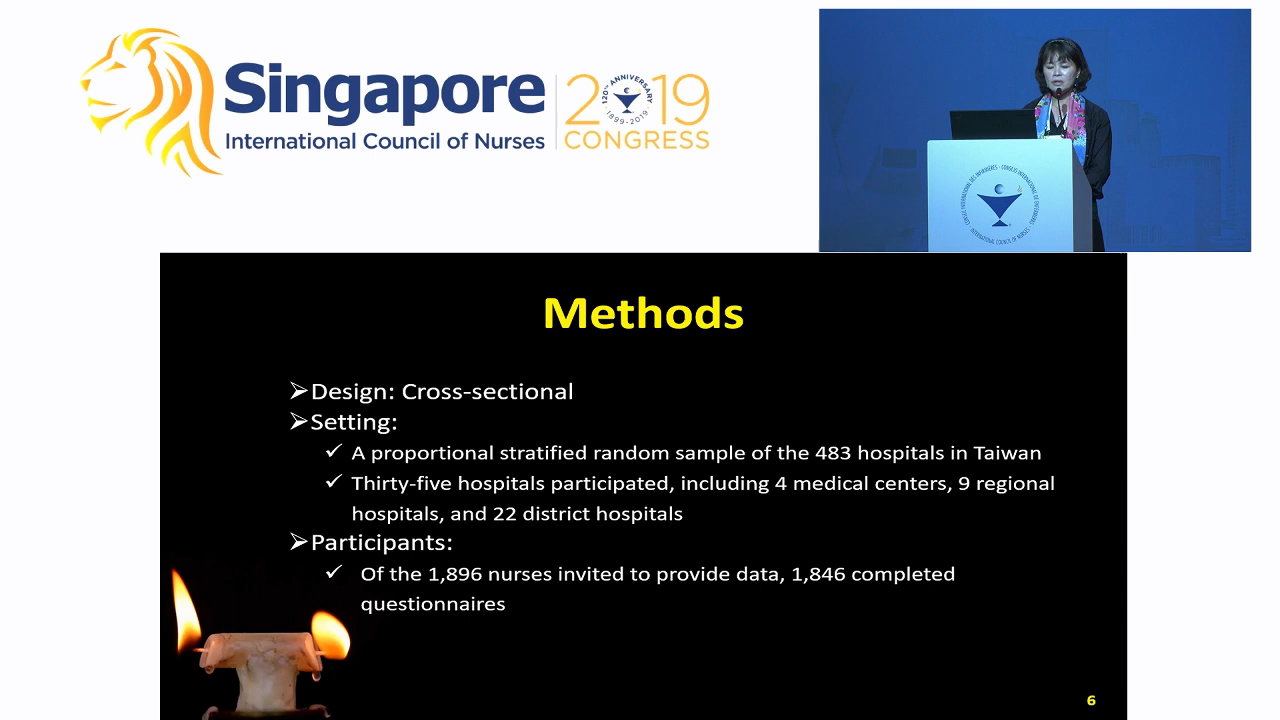 Singapore
International Council of Nurses
2019
120TH ANNIVERSARY
1899-2019
CONGRESS
Methods
➢Design: Cross-sectional
➢Setting:
✓ A proportional stratified random sample of the 483 hospitals in Taiwan
✓ Thirty-five hospitals participated, including 4 medical centers, 9 regional
hospitals, and 22 district hospitals
➢Participants:
✓ Of the 1,896 nurses invited to provide data, 1,846 completed
questionnaires
6